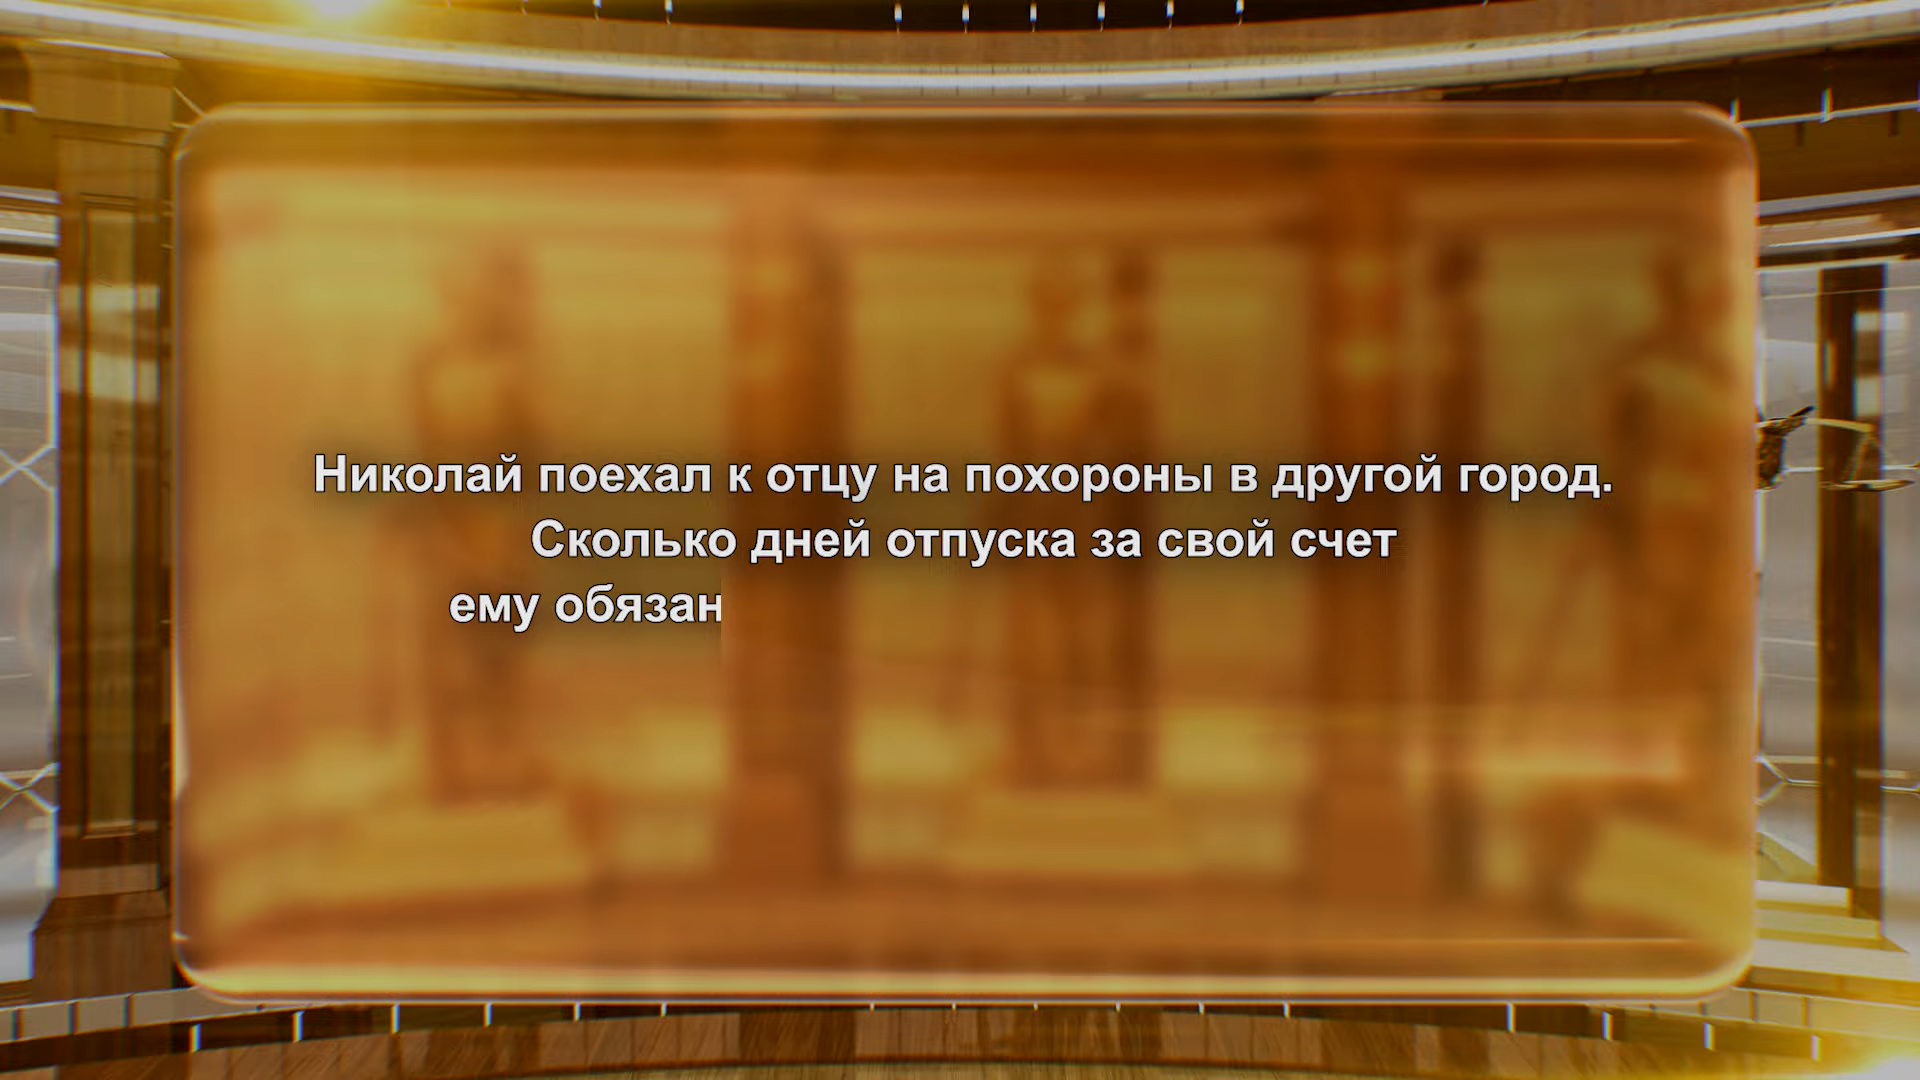 Николай поехал к отцу на похороны в другой город.
Сколько дней отпуска за свой счет
ему обязан